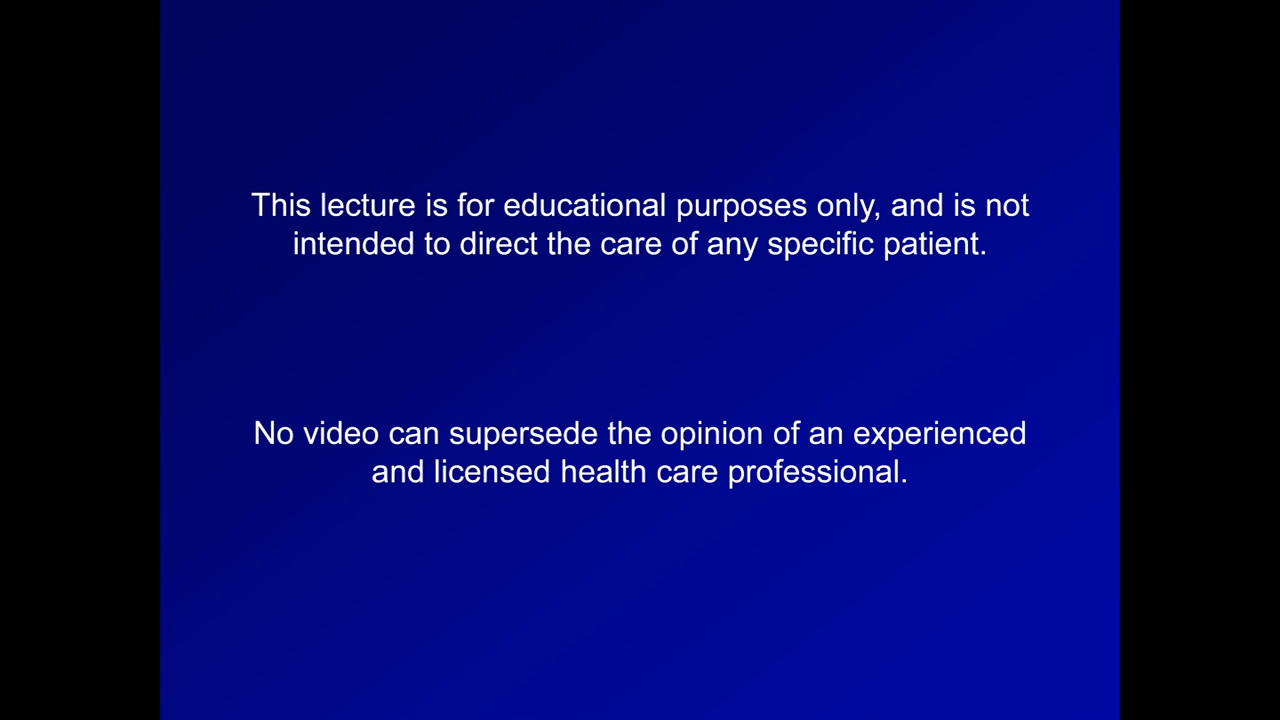 This lecture is for educational purposes only, and is not
intended to direct the care of any specific patient.
No video can supersede the opinion of an experienced
and licensed health care professional.